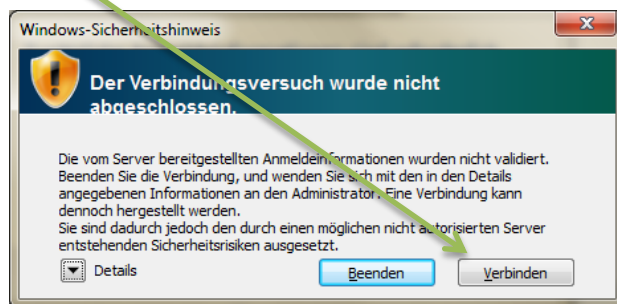 Windows-Sicherheitshinweis
Der Verbindungsversuch wurde nicht
abgeschlossen.
Die vom Server bereitgestellten Anmeldeinformationen wurden nicht validiert.
Beenden Sie die Verbindung, und wenden Sie sich mit den in den Details
angegebenen Informationen an den Administrator. Eine Verbindung kann
dennoch hergestellt werden.
Sie sind dadurch jedoch den durch einen möglichen nicht autorisierten Server
entstehenden Sicherheitsrisiken ausgesetzt.
Details
Beenden
Verbinden